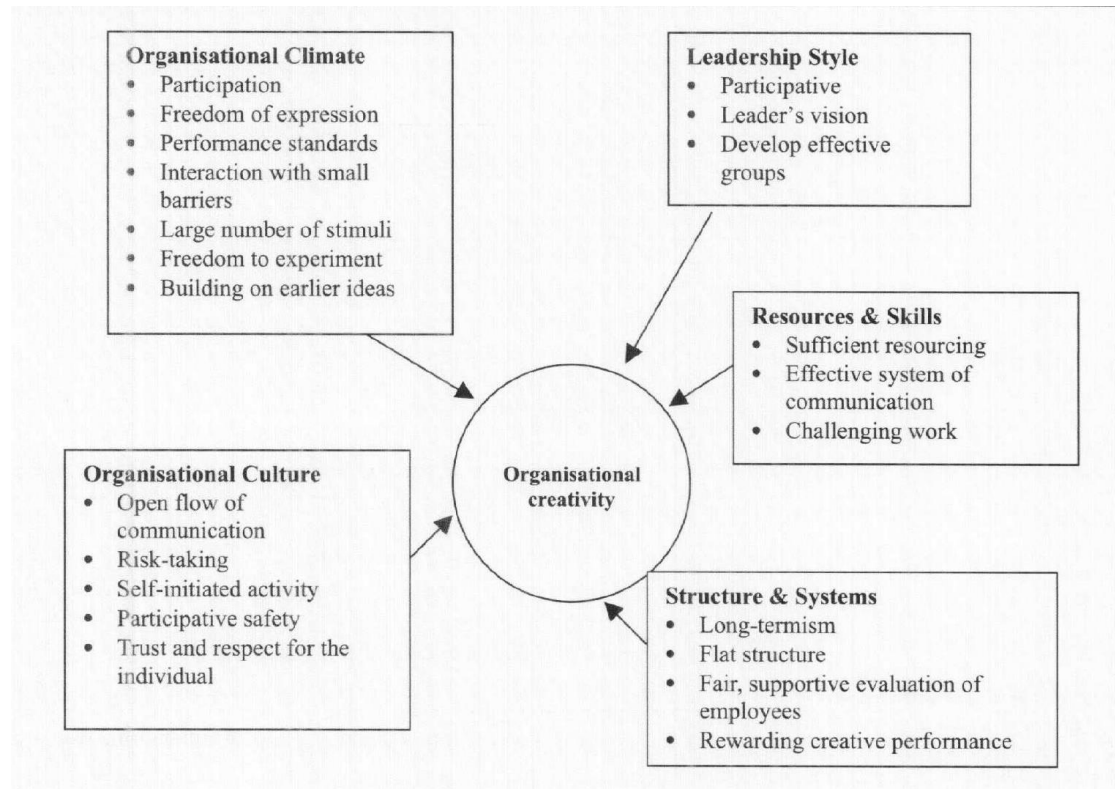 Organisational Climate
• Participation
• Freedom of expression
• Performance standards
• Interaction with small
barriers
• Large number of stimuli
• Freedom to experiment
• Building on earlier ideas
Leadership Style
• Participative
• Leader's vision
• Develop effective
groups
Resources & Skills
• Sufficient resourcing
• Effective system of
communication
• Challenging work
Organisational
creativity
Organisational Culture
• Open flow of
communication
• Risk-taking
• Self-initiated activity
• Participative safety
• Trust and respect for the
individual
Structure & Systems
• Long-termism
• Flat structure
• Fair, supportive evaluation of
employees
• Rewarding creative performance